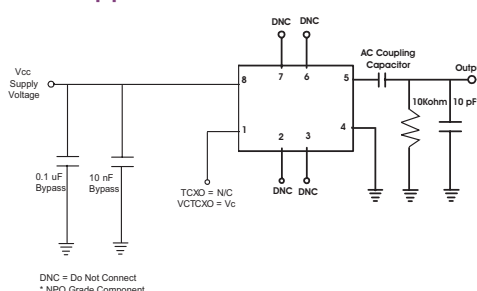 DNC DNC
AC Coupling
Capacitor
Outp
Vcc
Supply
Voltage
8
7 6
5
10Kohm
10 pF
1
2 3
4
0.1 uF
Bypass
10 nF
Bypass
TCXO = N/C
VCTCXO = Vc
DNC DNC
DNC = Do Not Connect
* NPO Grade Component